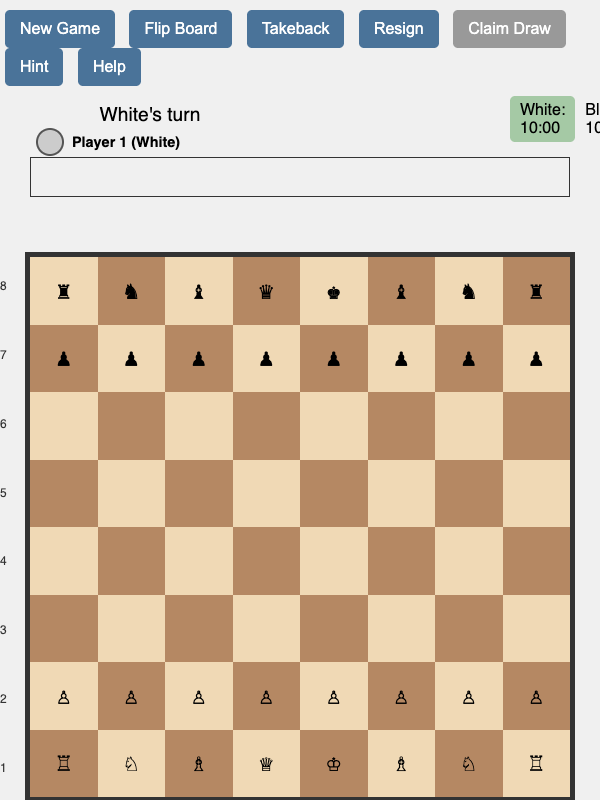 New Game Flip Board Takeback Resign Claim Draw
Hint Help
White's turn
White:
10:00
Player 1 (White)
8
7
6
5
4
3
2
1